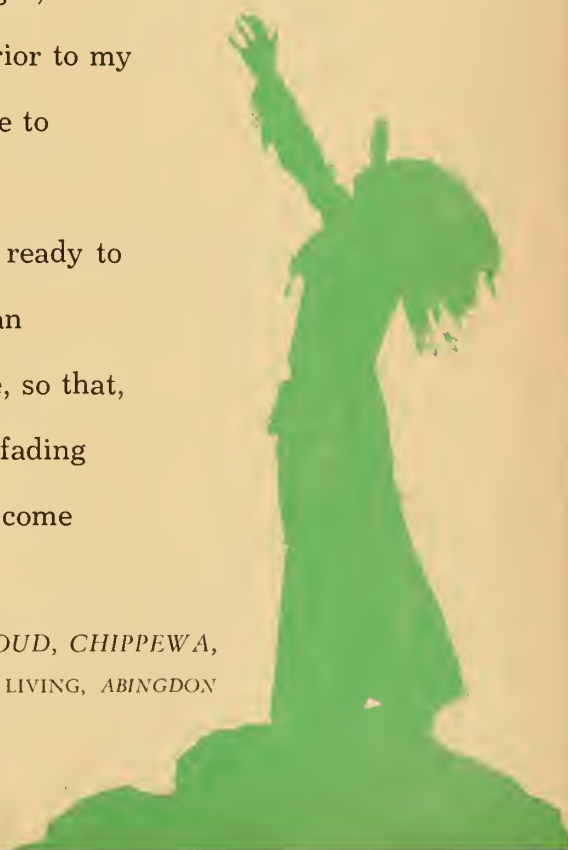 rior to my
e to
ready to
an
e, so that,
fading
come
OUD, CHIPPEWA,
LIVING, ABINGDON